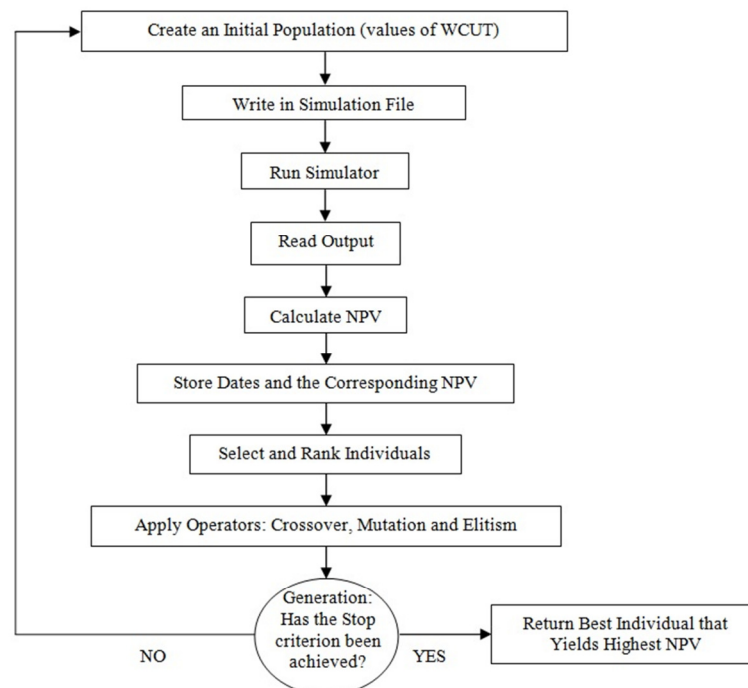 Create an Initial Population (values of WCUT)
Write in Simulation File
Run Simulator
Read Output
Calculate NPV
Store Dates and the Corresponding NPV
Select and Rank Individuals
Apply Operators: Crossover, Mutation and Elitism
Generation:
Has the Stop
criterion been
achieved?
NO
YES
Return Best Individual that
Yields Highest NPV